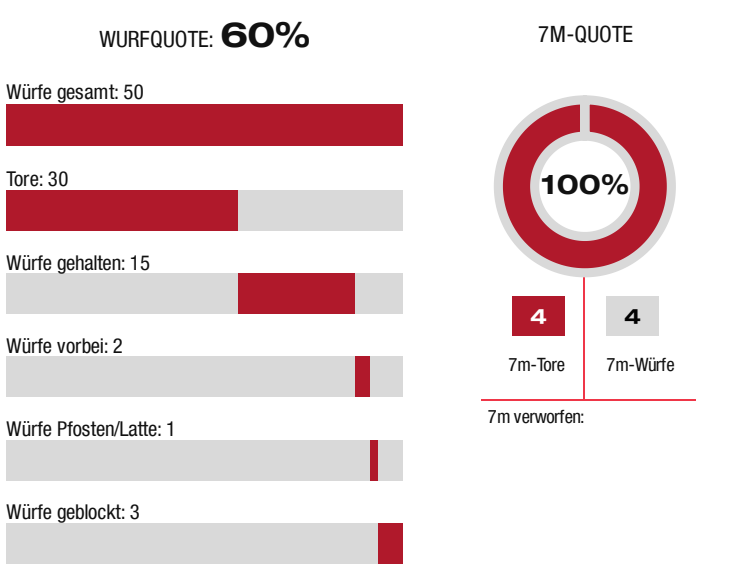 WURFQUOTE: 60%
Würfe gesamt: 50
Tore: 30
Würfe gehalten: 15
Würfe vorbei: 2
Würfe Pfosten/Latte: 1
Würfe geblockt: 3
7M-QUOTE
100%
4 4
7m-Tore 7m-Würfe
7m verworfen: